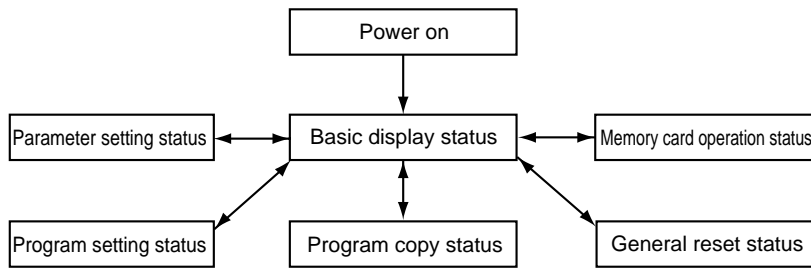 Power on
Parameter setting status
Basic display status
Memory card operation status
Program setting status
Program copy status
General reset status